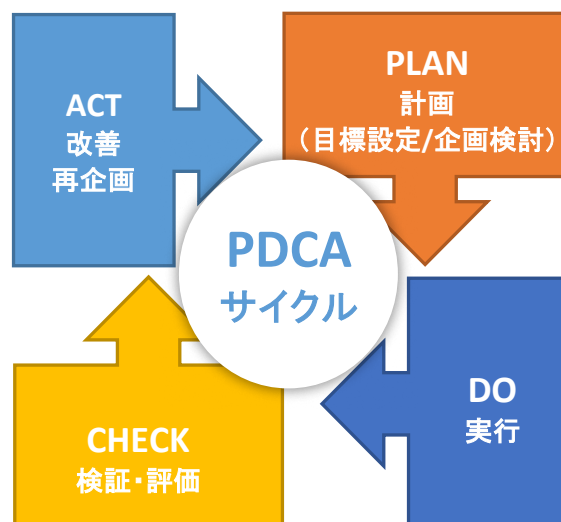 ACT
改善
再企画
PLAN
計画
（目標設定/企画検討）
PDCA
サイクル
DO
実行
CHECK
検証・評価